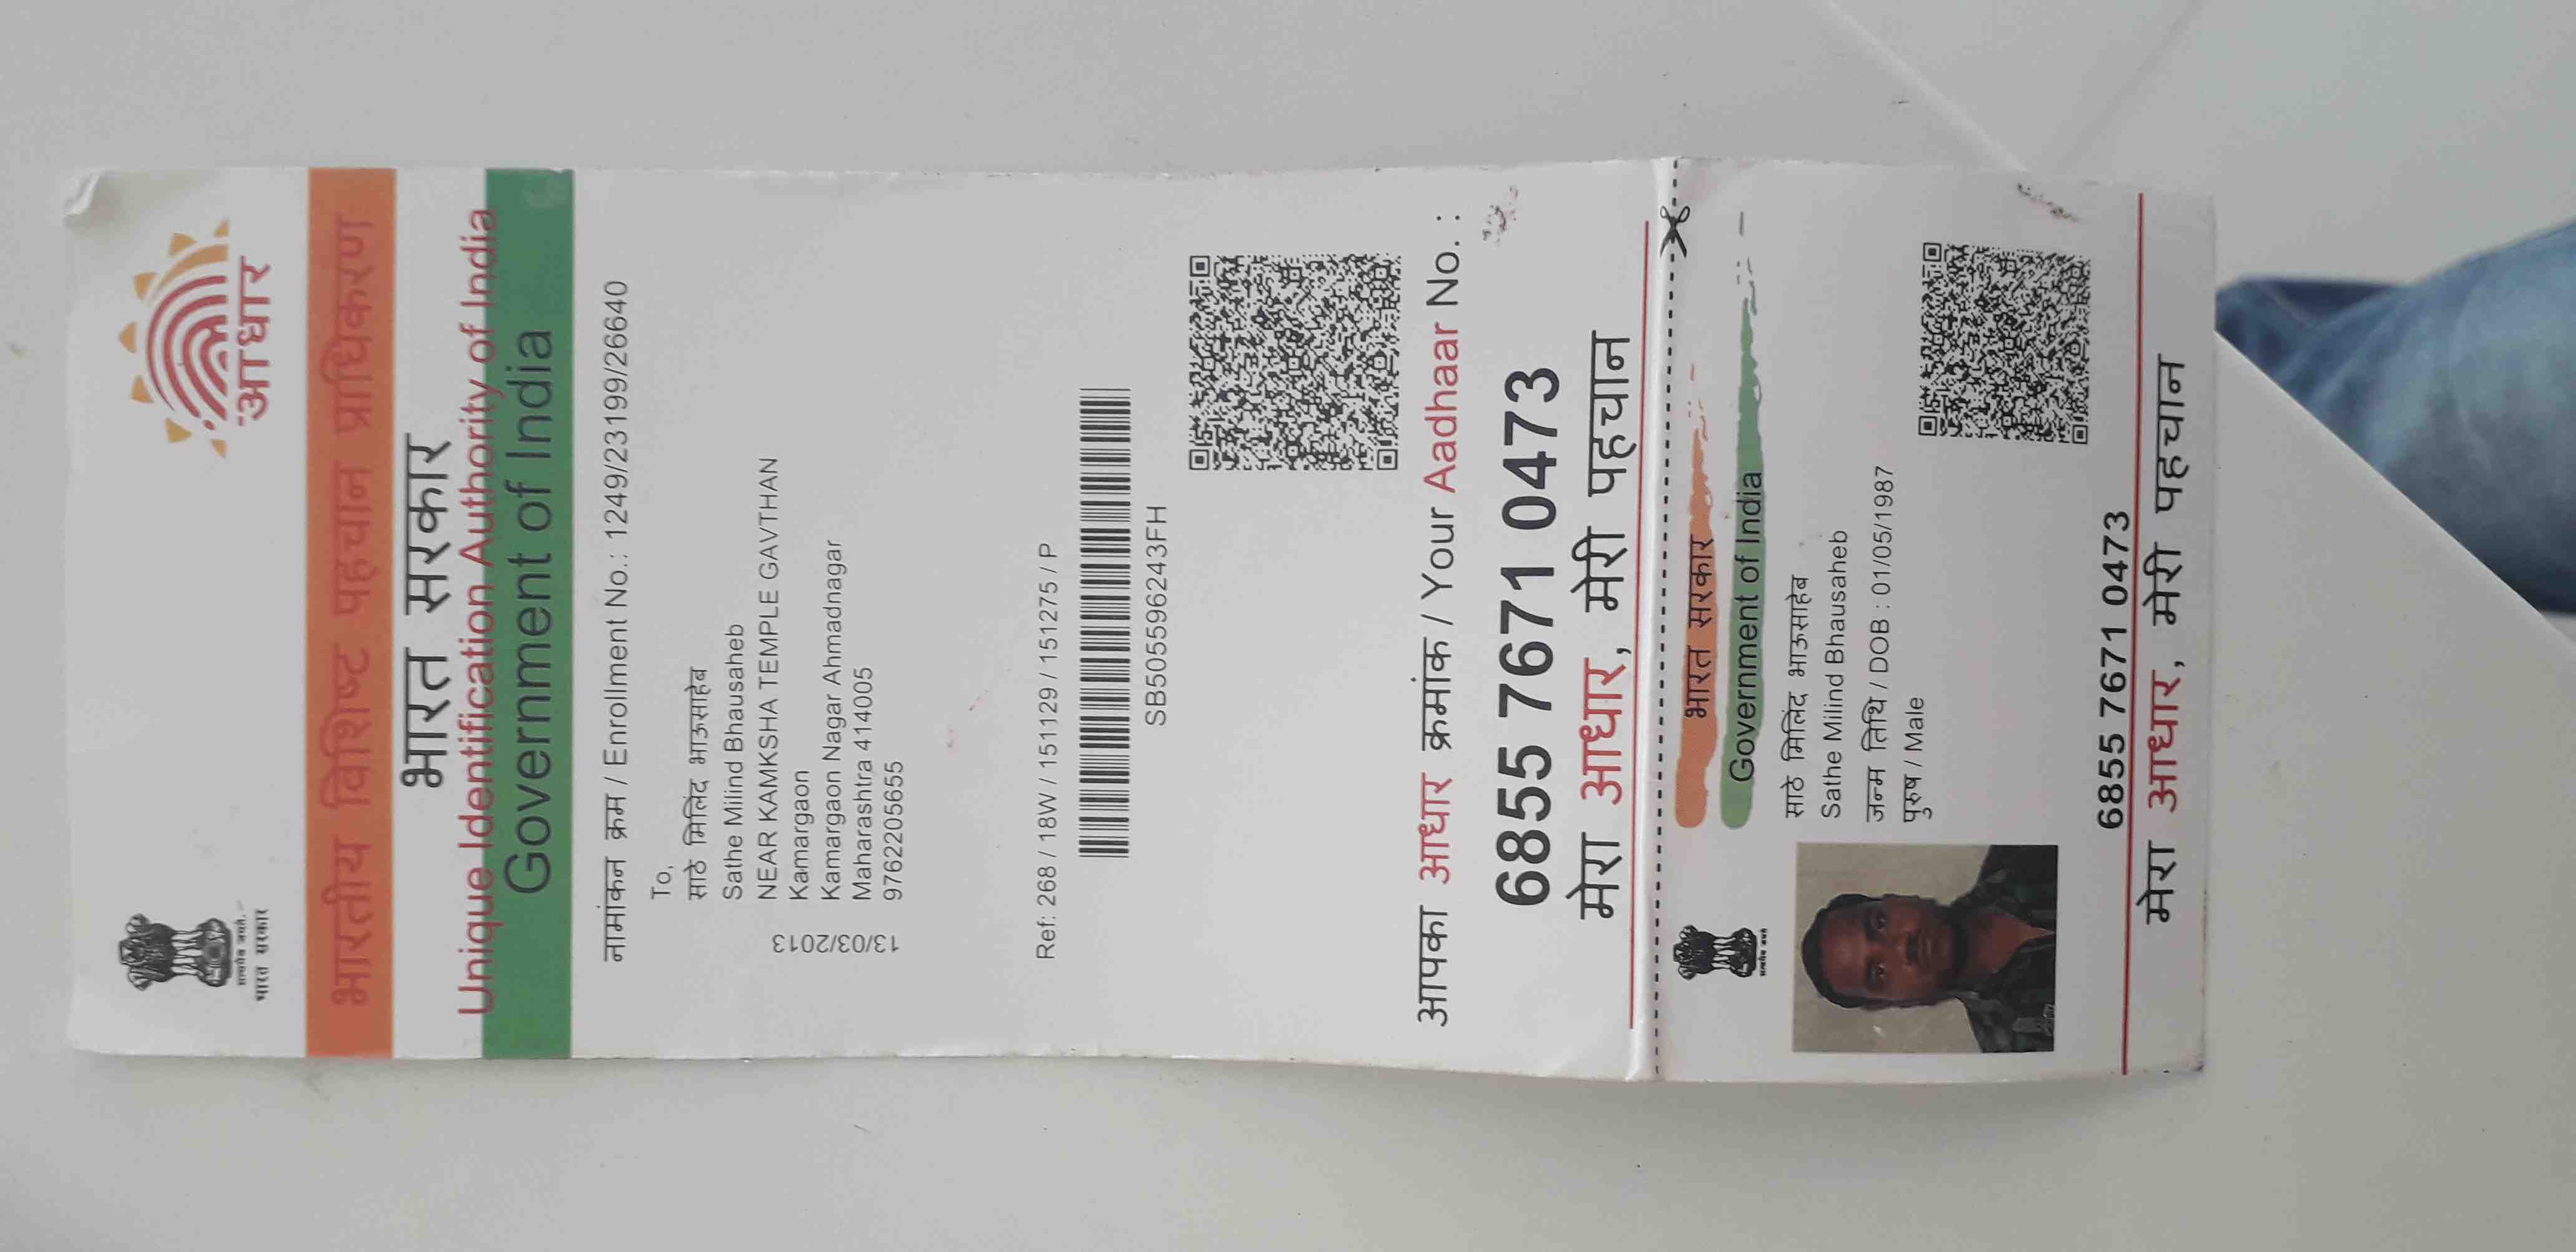 सत्यमेव जयते
भारत सरकार
आधार
भारतीय विशिष्ट पहचान प्राधिकरण
भारत सरकार
Unique Identification Authority of India
Government of India
नामांकन क्रम / Enrollment No.: 1249/23199/26640
To,
साठे मिलिंद भाऊसाहेब
Sathe Milind Bhausaheb
NEAR KAMKSHA TEMPLE GAVTHAN
Kamargaon
Kamargaon Nagar Ahmadnagar
Maharashtra 414005
9762205655
13/03/2013
Ref: 268 / 18W / 151129 / 151275 / P
SB505596243FH
आपका आधार क्रमांक / Your Aadhaar No. :
6855 7671 0473
मेरा आधार, मेरी पहचान
सत्यमेव जयते
भारत सरकार
Government of India
साठे मिलिंद भाऊसाहेब
Sathe Milind Bhausaheb
जन्म तिथि / DOB : 01/05/1987
पुरुष / Male
6855 7671 0473
मेरा आधार, मेरी पहचान